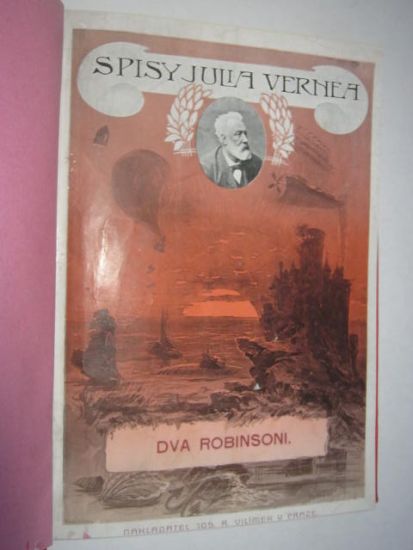 SPISY JULIA VERNEA
DVA ROBINSONI.
NAKLADATEL JOS. R. VILÍMEK V PRAZE